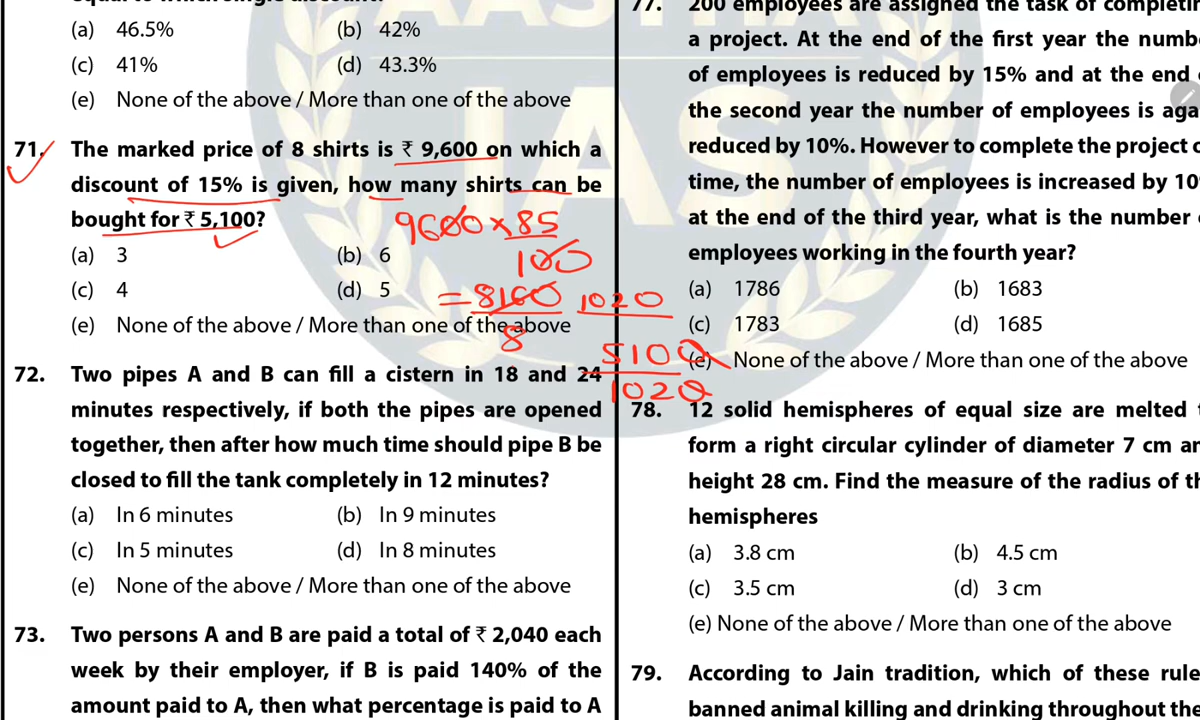 (a) 46.5% (b) 42%
(c) 41% (d) 43.3%
(e) None of the above / More than one of the above
71. The marked price of 8 shirts is ₹ 9,600 on which a
discount of 15% is given, how many shirts can be
bought for ₹ 5,100?
(a) 3 (b) 6
(c) 4 (d) 5
(e) None of the above / More than one of the above
9600 × 85
100
= 8160 1020
8
5100
1020
72. Two pipes A and B can fill a cistern in 18 and 24
minutes respectively, if both the pipes are opened
together, then after how much time should pipe B be
closed to fill the tank completely in 12 minutes?
(a) In 6 minutes (b) In 9 minutes
(c) In 5 minutes (d) In 8 minutes
(e) None of the above / More than one of the above
73. Two persons A and B are paid a total of ₹ 2,040 each
week by their employer, if B is paid 140% of the
amount paid to A, then what percentage is paid to A
77. 200 employees are assigned the task of
a project. At the end of the first year the
of employees is reduced by 15% and at the end
the second year the number of employees is
reduced by 10%. However to complete the project
time, the number of employees is increased by 10
at the end of the third year, what is the number
employees working in the fourth year?
(a) 1786 (b) 1683
(c) 1783 (d) 1685
(e) None of the above / More than one of the above
78. 12 solid hemispheres of equal size are melted
form a right circular cylinder of diameter 7 cm
height 28 cm. Find the measure of the radius of
hemispheres
(a) 3.8 cm (b) 4.5 cm
(c) 3.5 cm (d) 3 cm
(e) None of the above / More than one of the above
79. According to Jain tradition, which of these
banned animal killing and drinking throughout the
IAS